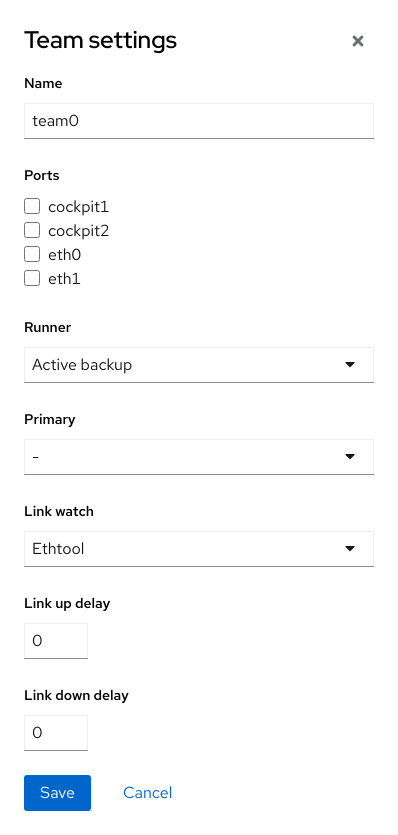 Team settings
Name
team0
Ports
cockpit1
cockpit2
eth0
eth1
Runner
Active backup
Primary
-
Link watch
Ethtool
Link up delay
0
Link down delay
0
Save Cancel